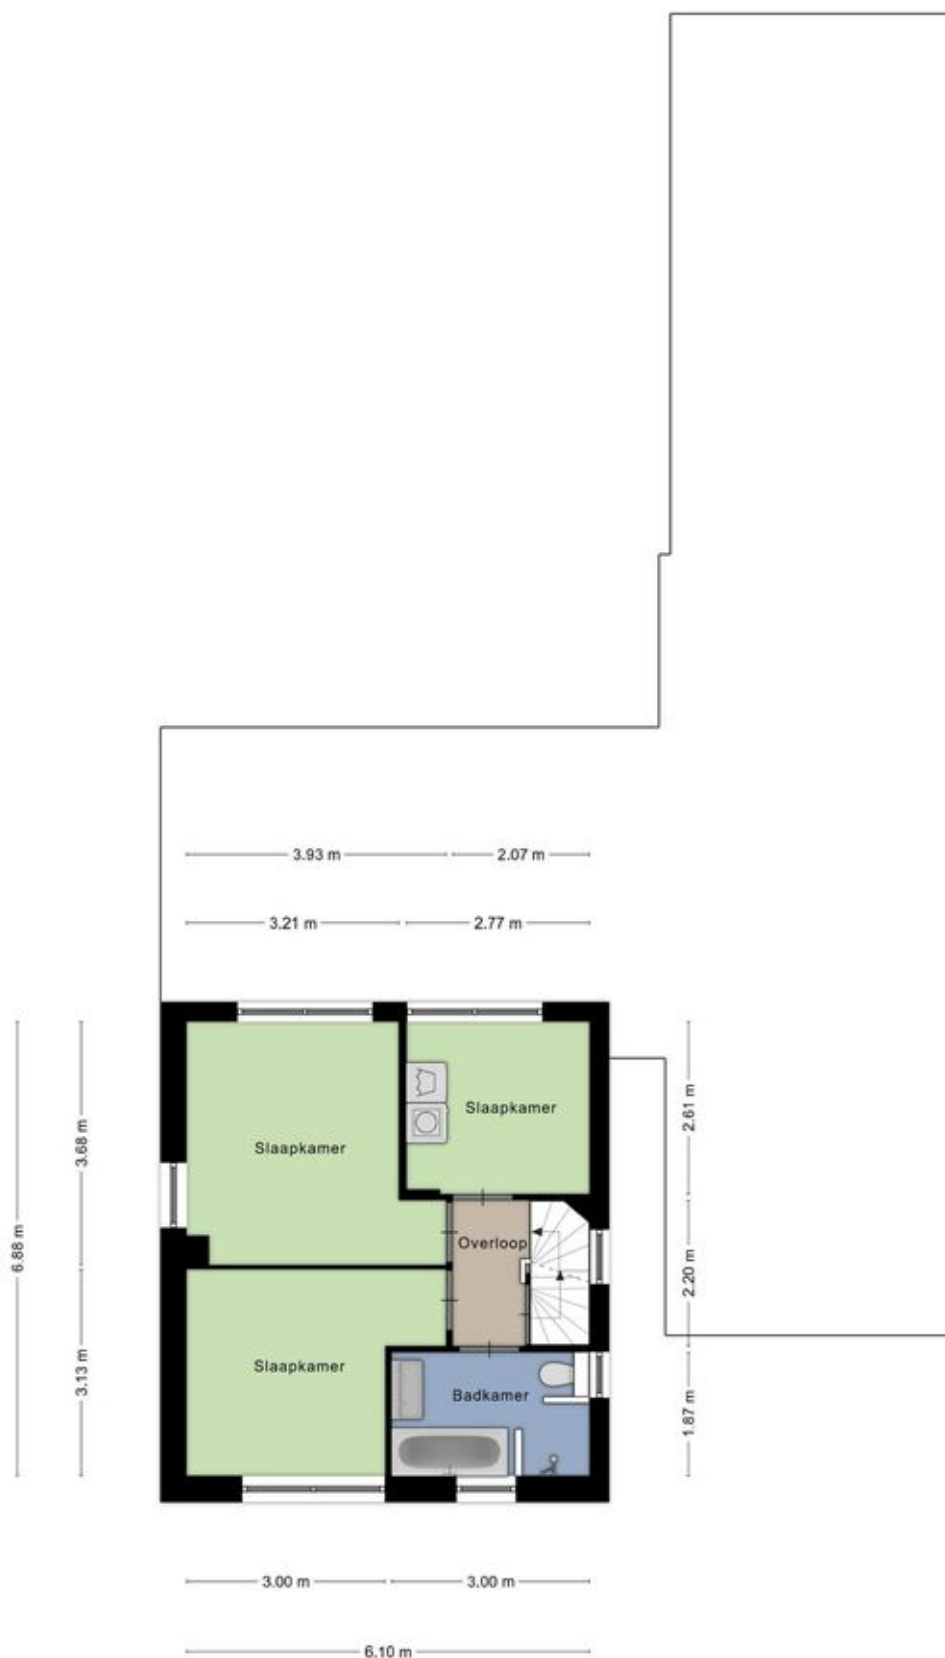 3.93 m
2.07 m
3.21 m
2.77 m
Slaapkamer
Slaapkamer
2.61 m
3.68 m
6.88 m
Overloop
2.20 m
Slaapkamer
3.13 m
Badkamer
1.87 m
3.00 m
3.00 m
6.10 m